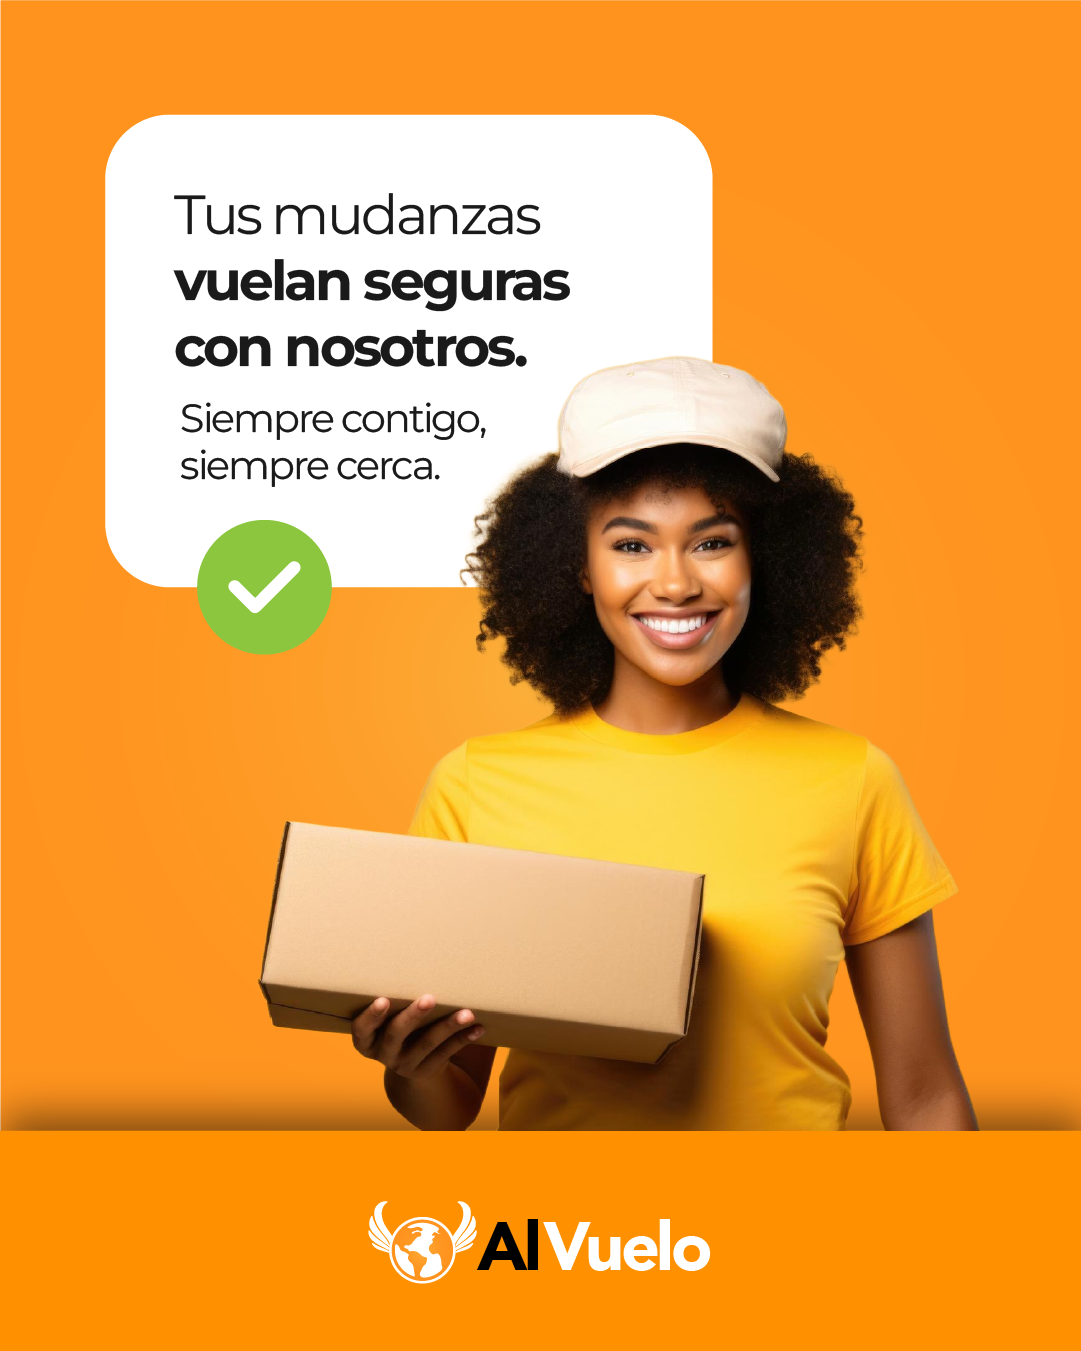 Tus mudanzas
vuelan seguras
con nosotros.
Siempre contigo,
siempre cerca.
AlVuelo